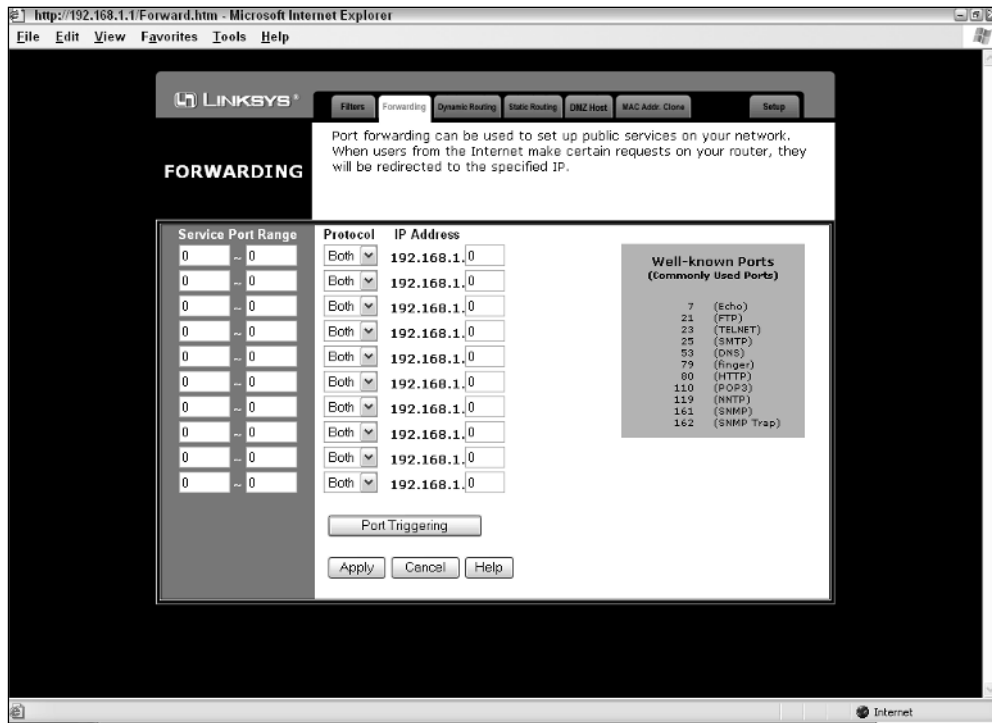 http://192.168.1.1/Forward.htm - Microsoft Internet Explorer
File Edit View Favorites Tools Help
LINKSYS®
Filters Forwarding Dynamic Routing Static Routing DMZ Host MAC Addr. Clone Setup
FORWARDING
Port forwarding can be used to set up public services on your network.
When users from the Internet make certain requests on your router, they
will be redirected to the specified IP.
Service Port Range Protocol IP Address
0 ~ 0 Both 192.168.1. 0
0 ~ 0 Both 192.168.1. 0
0 ~ 0 Both 192.168.1. 0
0 ~ 0 Both 192.168.1. 0
0 ~ 0 Both 192.168.1. 0
0 ~ 0 Both 192.168.1. 0
0 ~ 0 Both 192.168.1. 0
0 ~ 0 Both 192.168.1. 0
0 ~ 0 Both 192.168.1. 0
0 ~ 0 Both 192.168.1. 0
Well-known Ports
(Commonly Used Ports)
7 (Echo)
21 (FTP)
23 (TELNET)
25 (SMTP)
53 (DNS)
79 (finger)
80 (HTTP)
110 (POP3)
119 (NNTP)
161 (SNMP)
162 (SNMP Trap)
Port Triggering
Apply Cancel Help
Internet